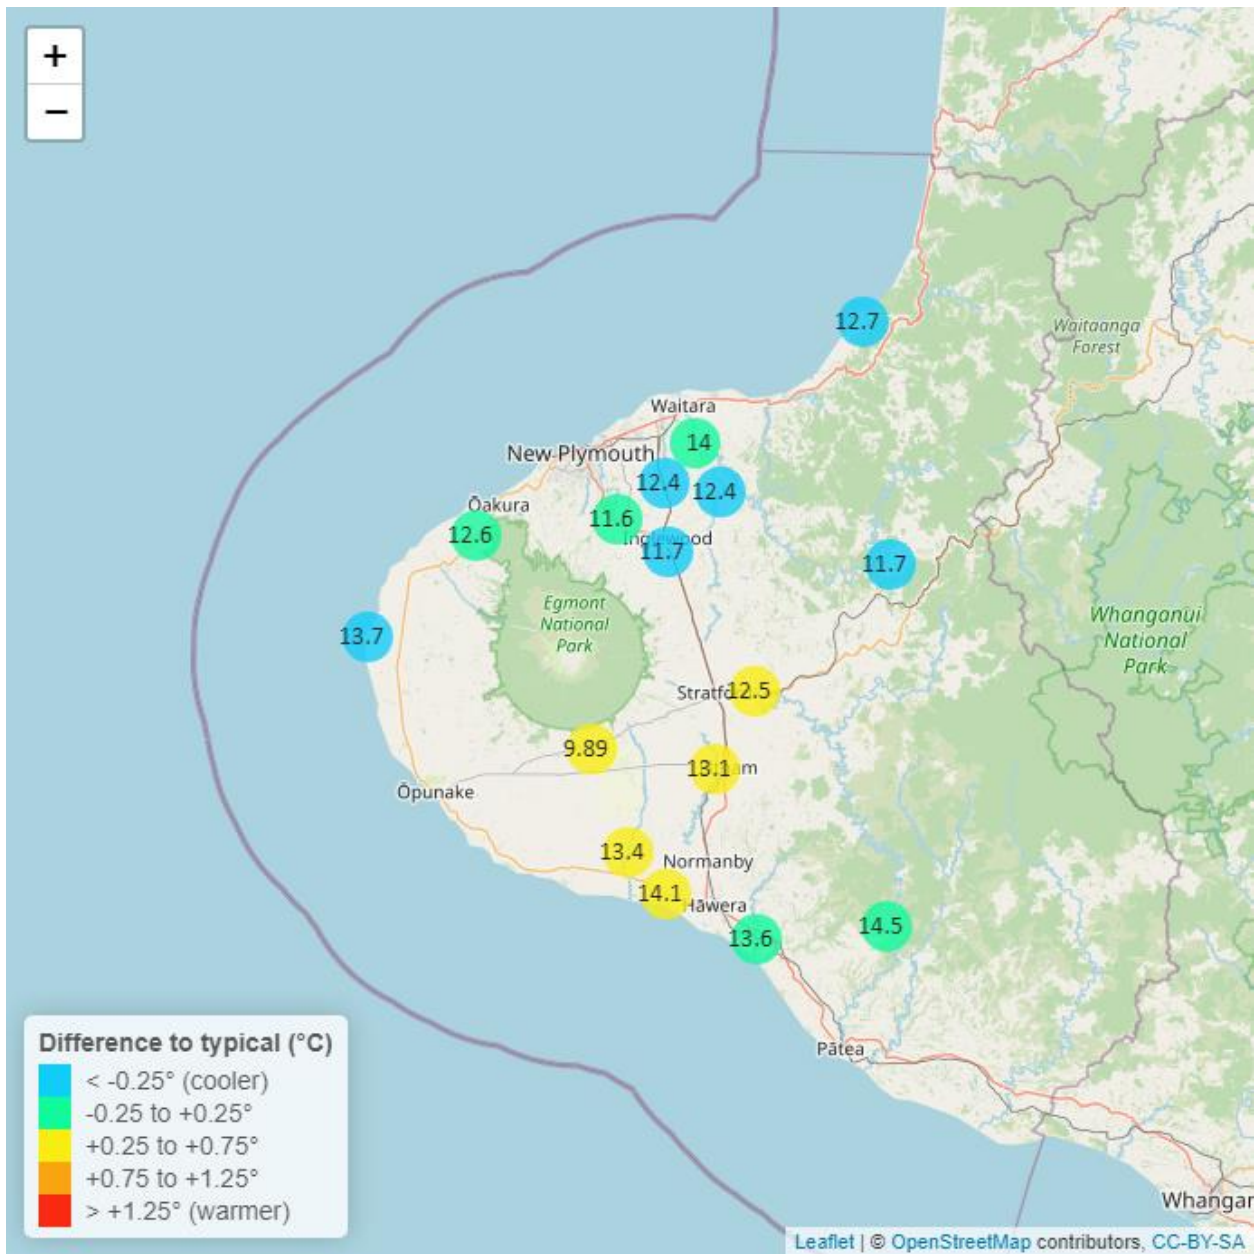 +
−
12.7
Waitaanga
Forest
Waitara
14
New Plymouth
12.4
12.4
Ōakura
11.6
12.6
Inglewood
11.7
11.7
Egmont
National
Park
Whanganui
National
Park
13.7
Stratfo
12.5
9.89
13.1
am
Ōpunake
13.4
Normanby
14.1
Hāwera
13.6
14.5
Pātea
Whangan
Difference to typical (°C)
< -0.25° (cooler)
-0.25 to +0.25°
+0.25 to +0.75°
+0.75 to +1.25°
> +1.25° (warmer)
Leaflet | © OpenStreetMap contributors, CC-BY-SA